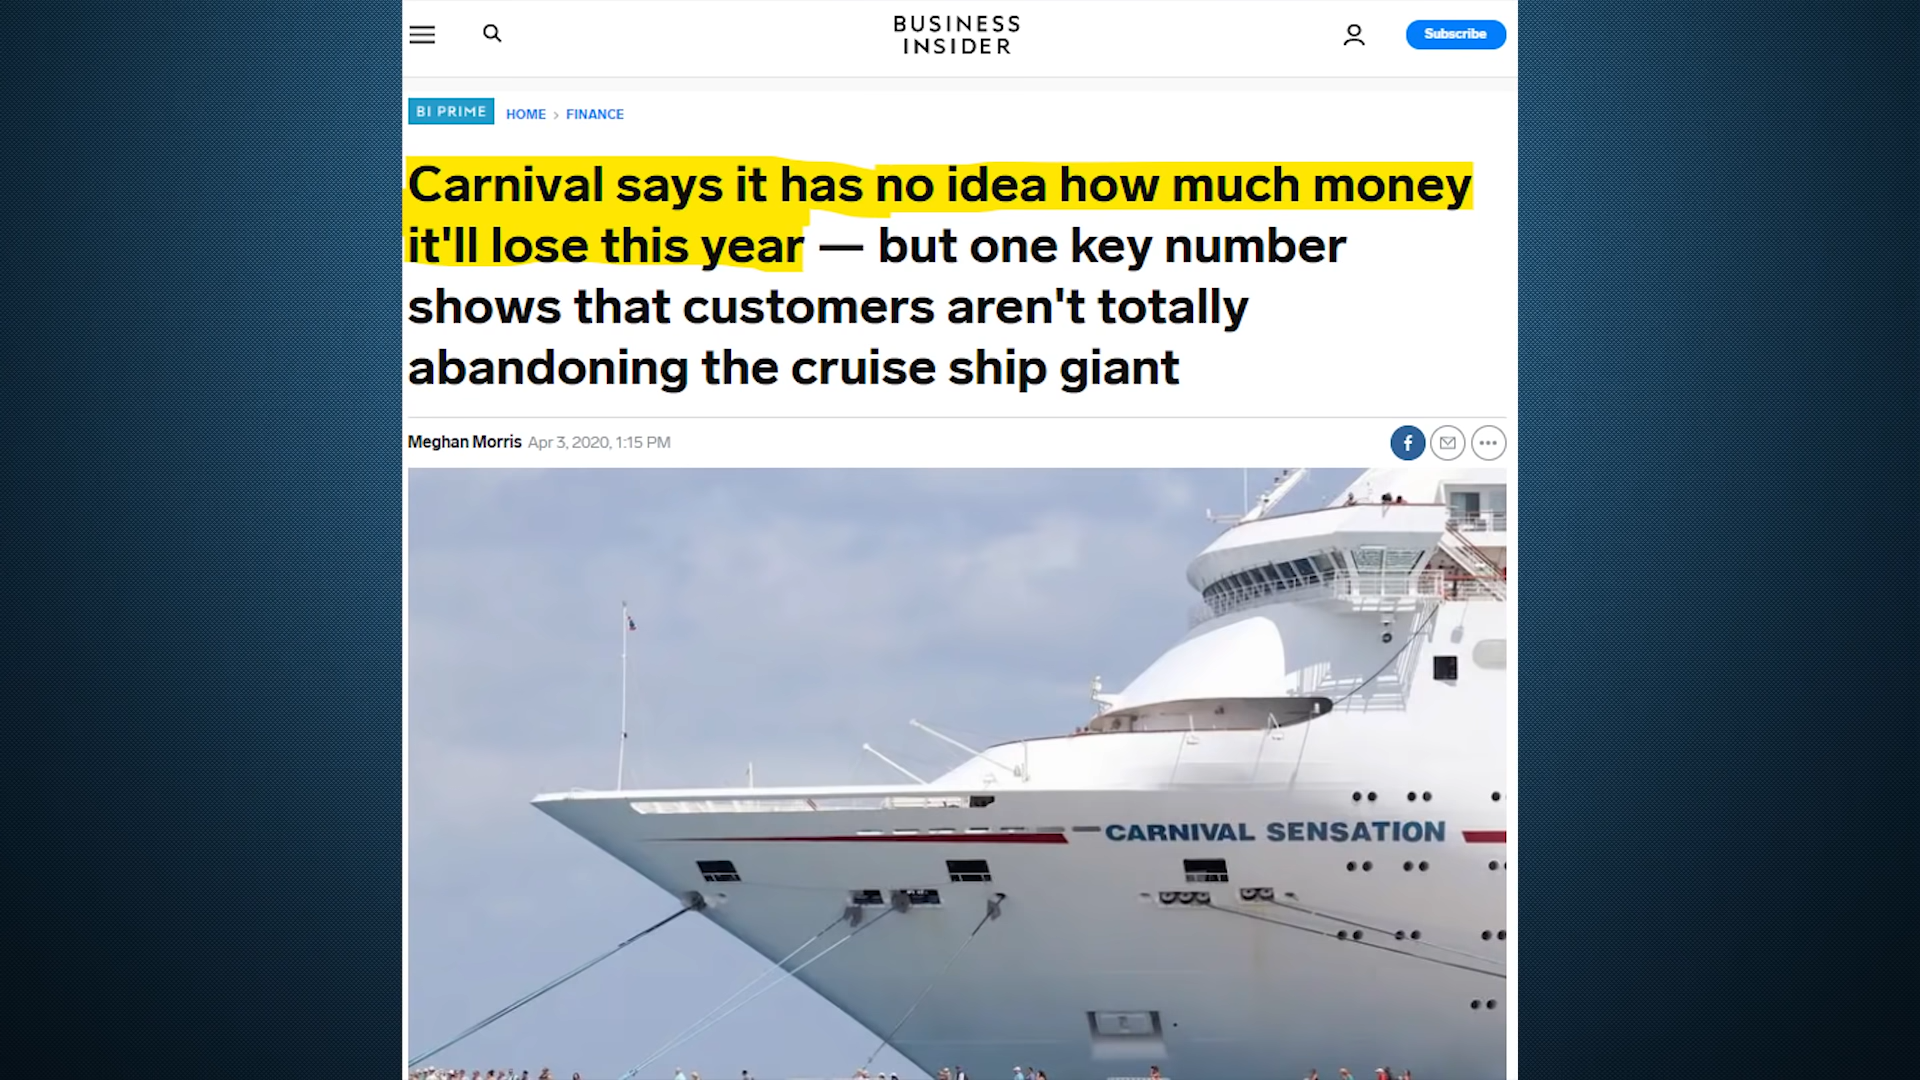 BUSINESS
INSIDER
Subscribe
BI PRIME HOME > FINANCE
Carnival says it has no idea how much money
it'll lose this year — but one key number
shows that customers aren't totally
abandoning the cruise ship giant
Meghan Morris Apr 3, 2020, 1:15 PM
CARNIVAL SENSATION